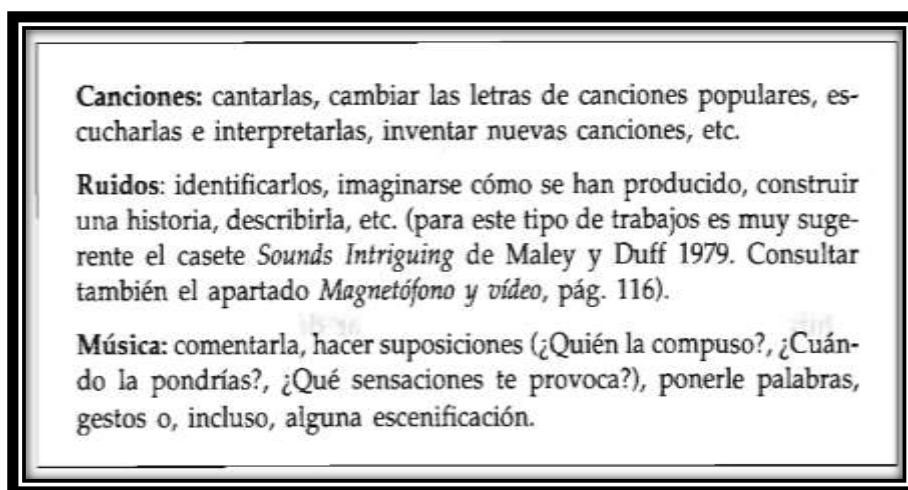 Canciones: cantarlas, cambiar las letras de canciones populares, es-
cucharlas e interpretarlas, inventar nuevas canciones, etc.
Ruidos: identificarlos, imaginarse cómo se han producido, construir
una historia, describirla, etc. (para este tipo de trabajos es muy suge-
rente el casete Sounds Intriguing de Maley y Duff 1979. Consultar
también el apartado Magnetófono y vídeo, pág. 116).
Música: comentarla, hacer suposiciones (¿Quién la compuso?, ¿Cuán-
do la pondrías?, ¿Qué sensaciones te provoca?), ponerle palabras,
gestos o, incluso, alguna escenificación.